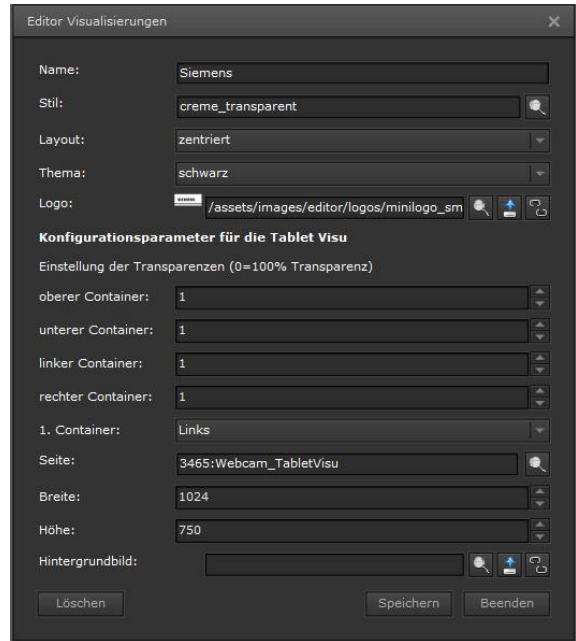 Editor Visualisierungen
Name: Siemens
Stil: creme_transparent
Layout: zentriert
Thema: schwarz
Logo: SIEMENS /assets/images/editor/logos/minilogo_sm
Konfigurationsparameter für die Tablet Visu
Einstellung der Transparenzen (0=100% Transparenz)
oberer Container: 1
unterer Container: 1
linker Container: 1
rechter Container: 1
1. Container: Links
Seite: 3465:Webcam_TabletVisu
Breite: 1024
Höhe: 750
Hintergrundbild:
Löschen Speichern Beenden